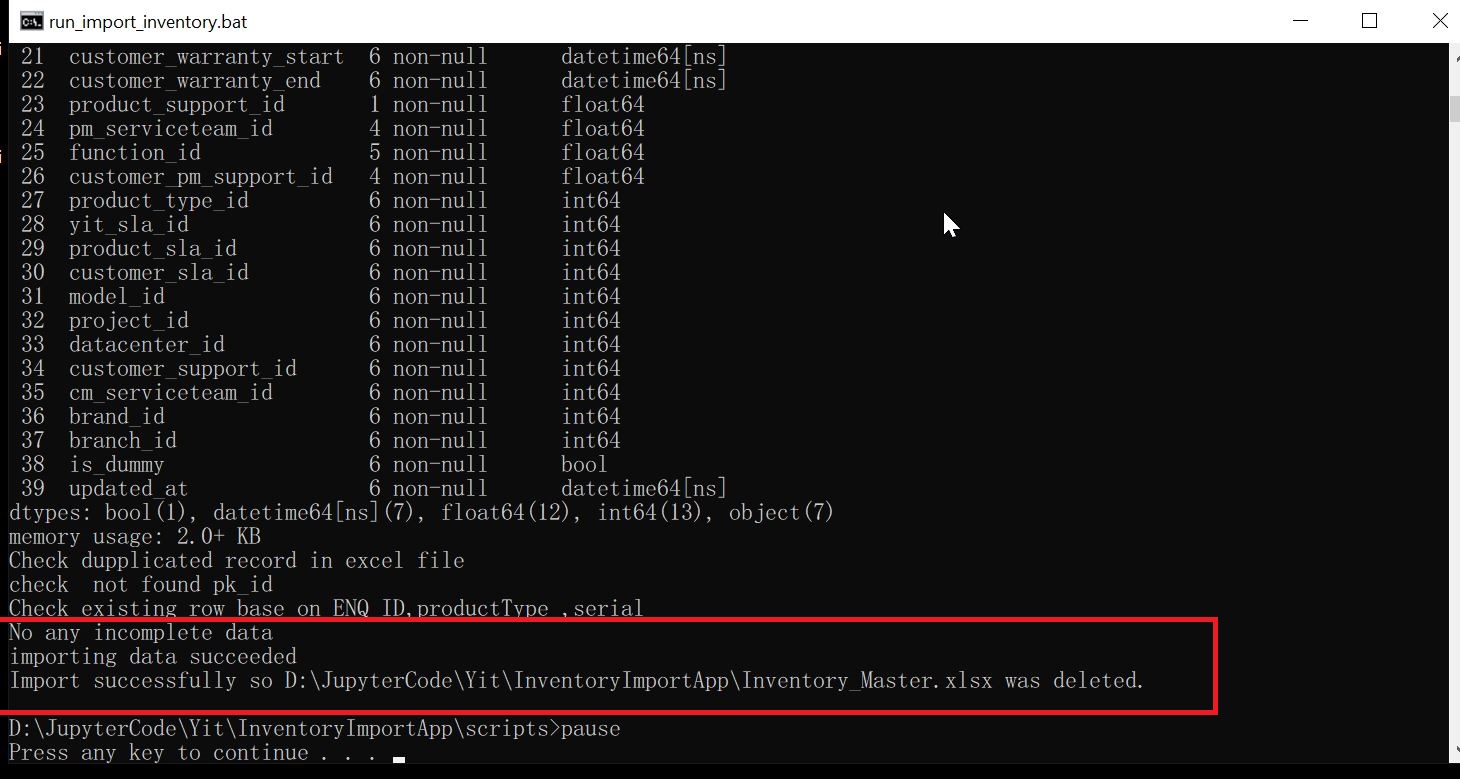 run_import_inventory.bat
21 customer_warranty_start 6 non-null datetime64[ns]
22 customer_warranty_end 6 non-null datetime64[ns]
23 product_support_id 1 non-null float64
24 pm_serviceteam_id 4 non-null float64
25 function_id 5 non-null float64
26 customer_pm_support_id 4 non-null float64
27 product_type_id 6 non-null int64
28 yit_sla_id 6 non-null int64
29 product_sla_id 6 non-null int64
30 customer_sla_id 6 non-null int64
31 model_id 6 non-null int64
32 project_id 6 non-null int64
33 datacenter_id 6 non-null int64
34 customer_support_id 6 non-null int64
35 cm_serviceteam_id 6 non-null int64
36 brand_id 6 non-null int64
37 branch_id 6 non-null int64
38 is_dummy 6 non-null bool
39 updated_at 6 non-null datetime64[ns]
dtypes: bool(1), datetime64[ns](7), float64(12), int64(13), object(7)
memory usage: 2.0+ KB
Check dupplicated record in excel file
check  not found pk_id
Check existing row base on ENQ ID,productType ,serial
No any incomplete data
importing data succeeded
Import successfully so D:\JupyterCode\Yit\InventoryImportApp\Inventory_Master.xlsx was deleted.
D:\JupyterCode\Yit\InventoryImportApp\scripts>pause
Press any key to continue . . .